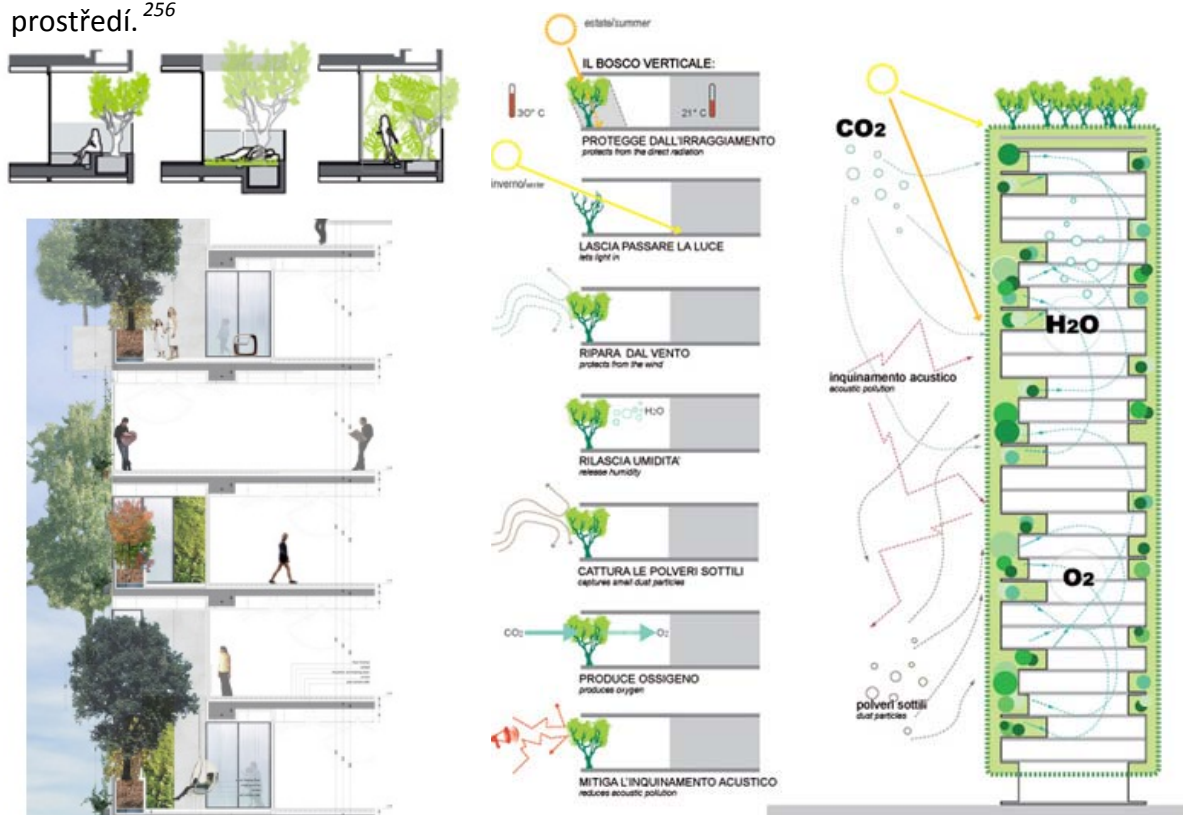 prostředí. 256
estate/summer
IL BOSCO VERTICALE:
30° C
21° C
PROTEGGE DALL'IRRAGGIAMENTO
protects from the direct radiation
inverno/winter
LASCIA PASSARE LA LUCE
lets light in
RIPARA DAL VENTO
protects from the wind
H2O
RILASCIA UMIDITA'
release humidity
CATTURA LE POLVERI SOTTILI
captures small dust particles
CO2
O2
PRODUCE OSSIGENO
produces oxygen
MITIGA L'INQUINAMENTO ACUSTICO
reduces acoustic pollution
CO2
H2O
inquinamento acustico
acoustic pollution
O2
polveri sottili
dust particles